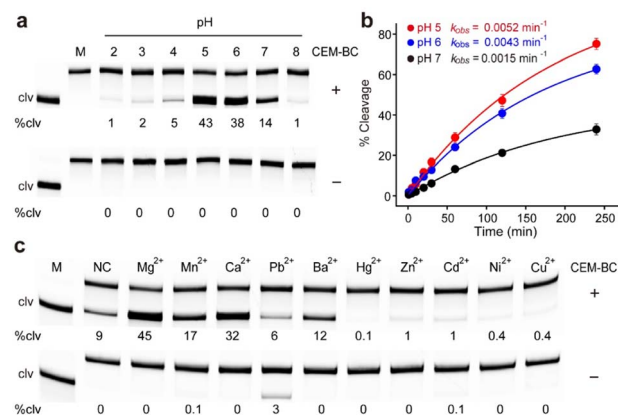 a
pH
M 2 3 4 5 6 7 8 CEM-BC
clv
+
%clv 1 2 5 43 38 14 1
clv
−
%clv 0 0 0 0 0 0 0
b
pH 5 k_obs = 0.0052 min⁻¹
pH 6 k_obs = 0.0043 min⁻¹
pH 7 k_obs = 0.0015 min⁻¹
% Cleavage
80
60
40
20
0
0 50 100 150 200 250
Time (min)
c
M NC Mg²⁺ Mn²⁺ Ca²⁺ Pb²⁺ Ba²⁺ Hg²⁺ Zn²⁺ Cd²⁺ Ni²⁺ Cu²⁺ CEM-BC
clv
+
%clv 9 45 17 32 6 12 0.1 1 1 0.4 0.4
clv
−
%clv 0 0 0.1 0 3 0 0 0 0.1 0 0